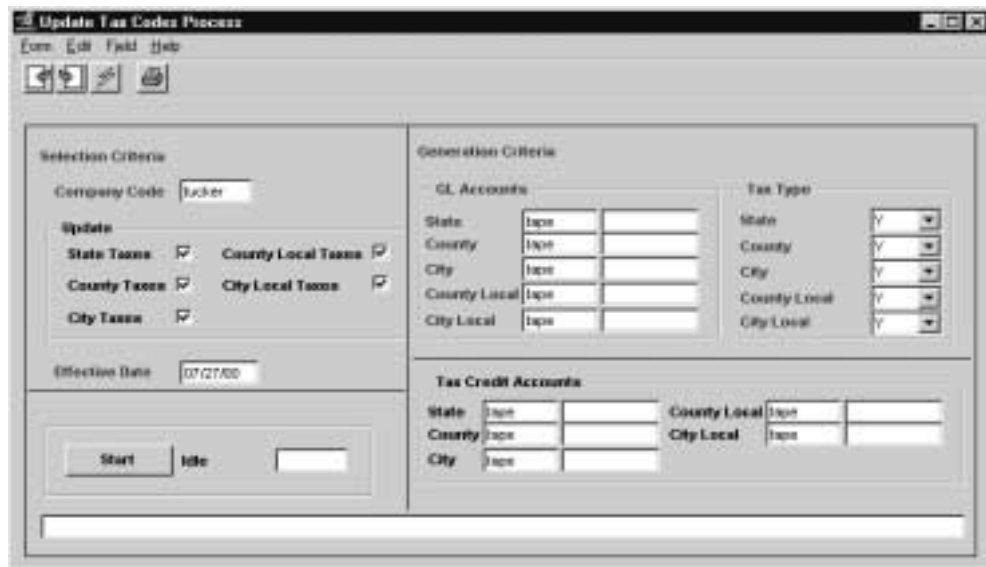 Update Tax Codes Process
Form Edit Field Help
Selection Criteria
Company Code tucker
Update
State Taxes County Local Taxes
County Taxes City Local Taxes
City Taxes
Effective Date 07/27/00
Start Idle
Generation Criteria
GL Accounts
State tape
County tape
City tape
County Local tape
City Local tape
Tax Type
State Y
County Y
City Y
County Local Y
City Local Y
Tax Credit Accounts
State tape County Local tape
County tape City Local tape
City tape